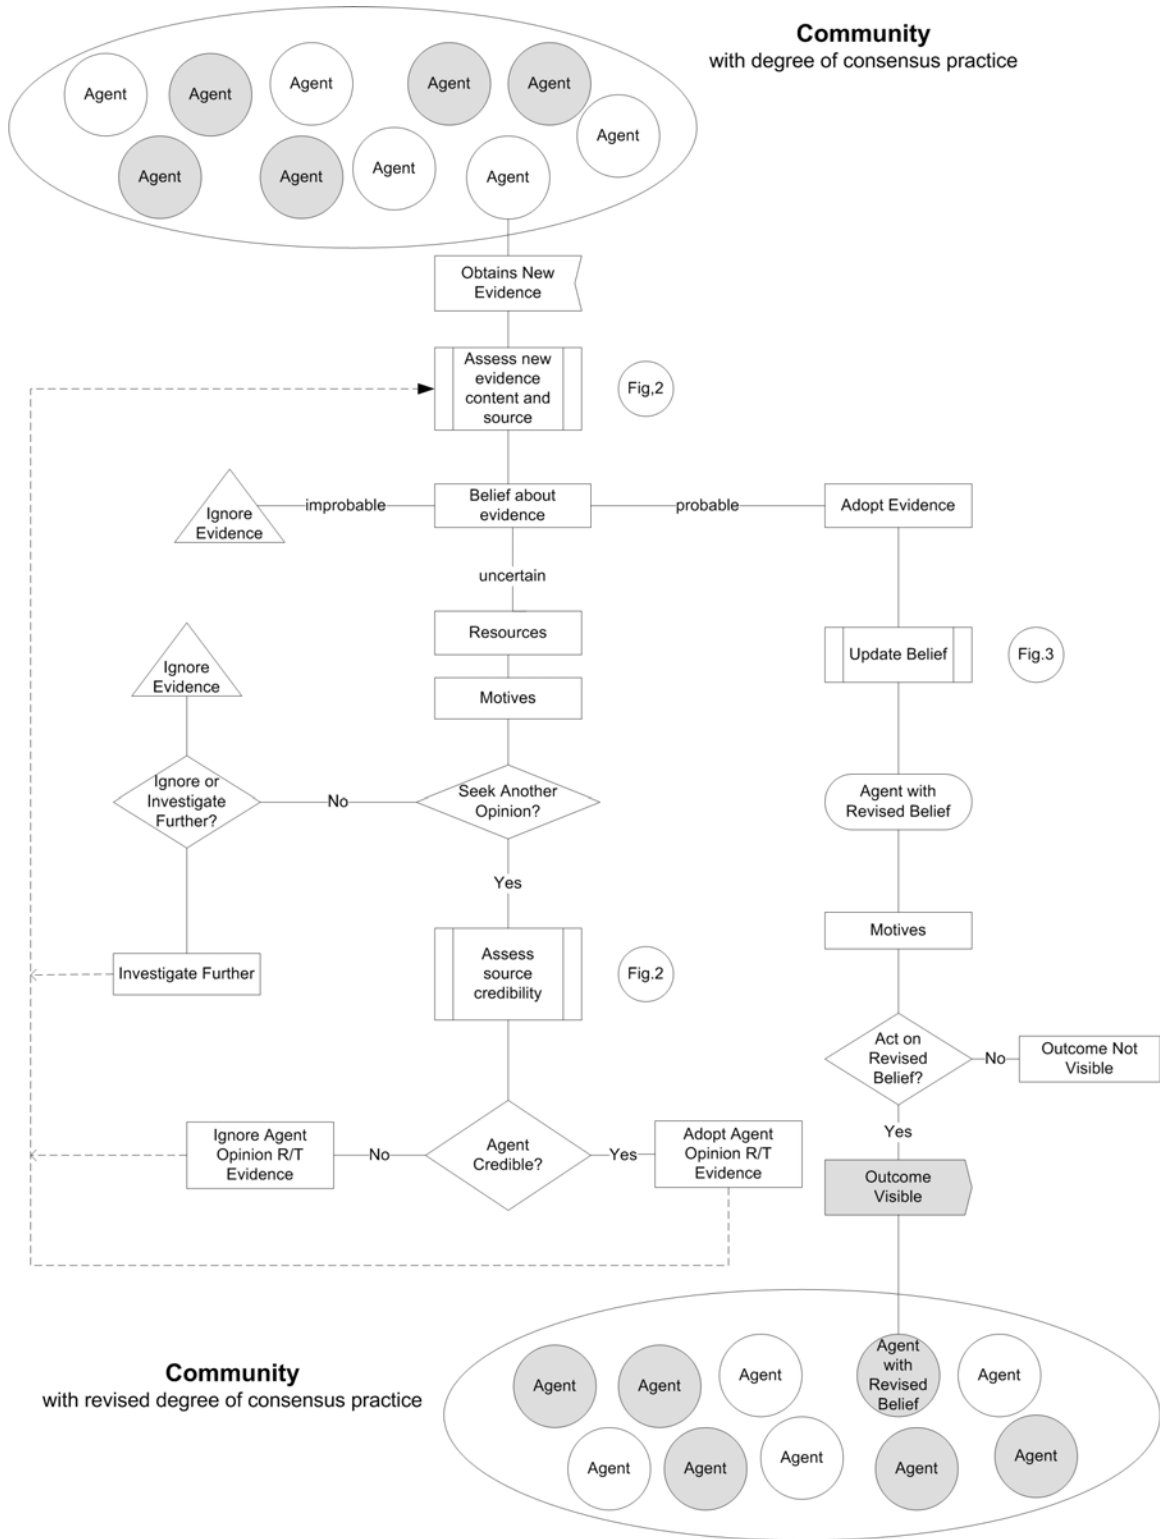 Community
with degree of consensus practice
Agent
Agent
Agent
Agent
Agent
Agent
Agent
Agent
Agent
Agent
Obtains New
Evidence
Assess new
evidence
content and
source
Fig,2
Ignore
Evidence
improbable
Belief about
evidence
probable
Adopt Evidence
uncertain
Resources
Update Belief
Fig.3
Ignore
Evidence
Motives
Ignore or
Investigate
Further?
No
Seek Another
Opinion?
Agent with
Revised Belief
Yes
Motives
Investigate Further
Assess
source
credibility
Fig.2
Act on
Revised
Belief?
No
Outcome Not
Visible
Yes
Ignore Agent
Opinion R/T
Evidence
No
Agent
Credible?
Yes
Adopt Agent
Opinion R/T
Evidence
Outcome
Visible
Community
with revised degree of consensus practice
Agent
Agent
Agent
Agent
with
Revised
Belief
Agent
Agent
Agent
Agent
Agent
Agent